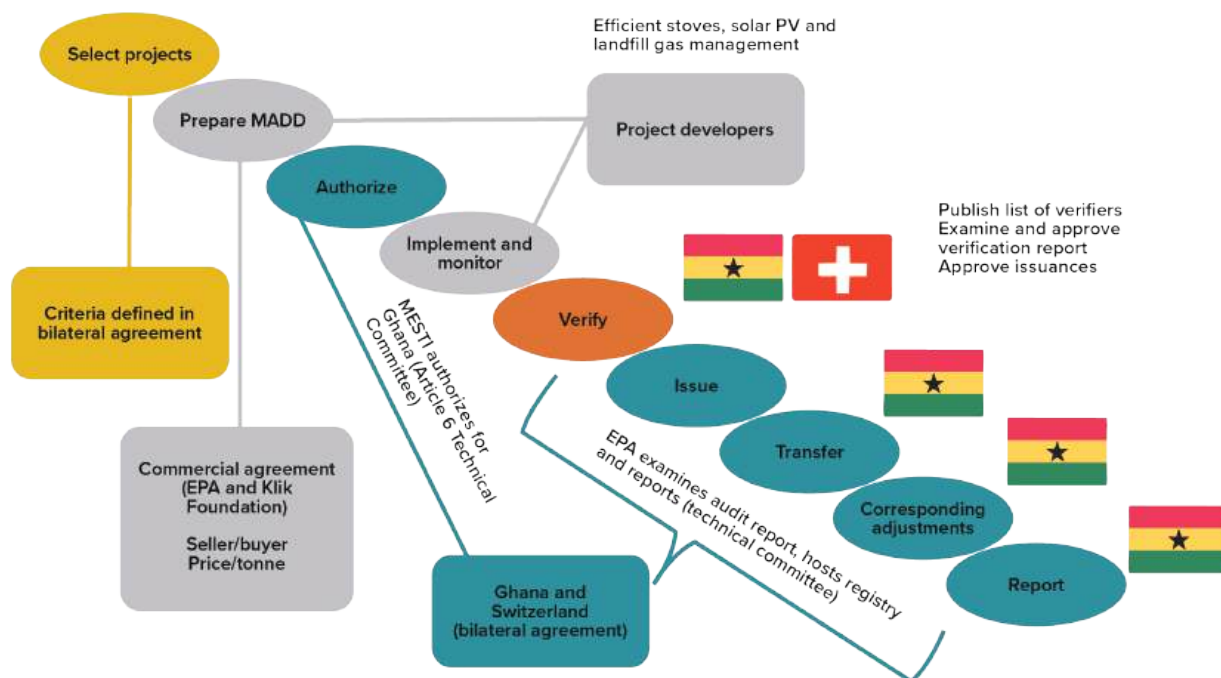 Efficient stoves, solar PV and
landfill gas management
Select projects
Prepare MADD
Project developers
Authorize
Implement and
monitor
Publish list of verifiers
Examine and approve
verification report
Approve issuances
Criteria defined in
bilateral agreement
Verify
MESTI authorizes for
Ghana (Article 6 Technical
Committee)
Issue
Transfer
Commercial agreement
(EPA and Klik
Foundation)
Seller/buyer
Price/tonne
EPA examines audit report, hosts registry
and reports (technical committee)
Corresponding
adjustments
Report
Ghana and
Switzerland
(bilateral agreement)